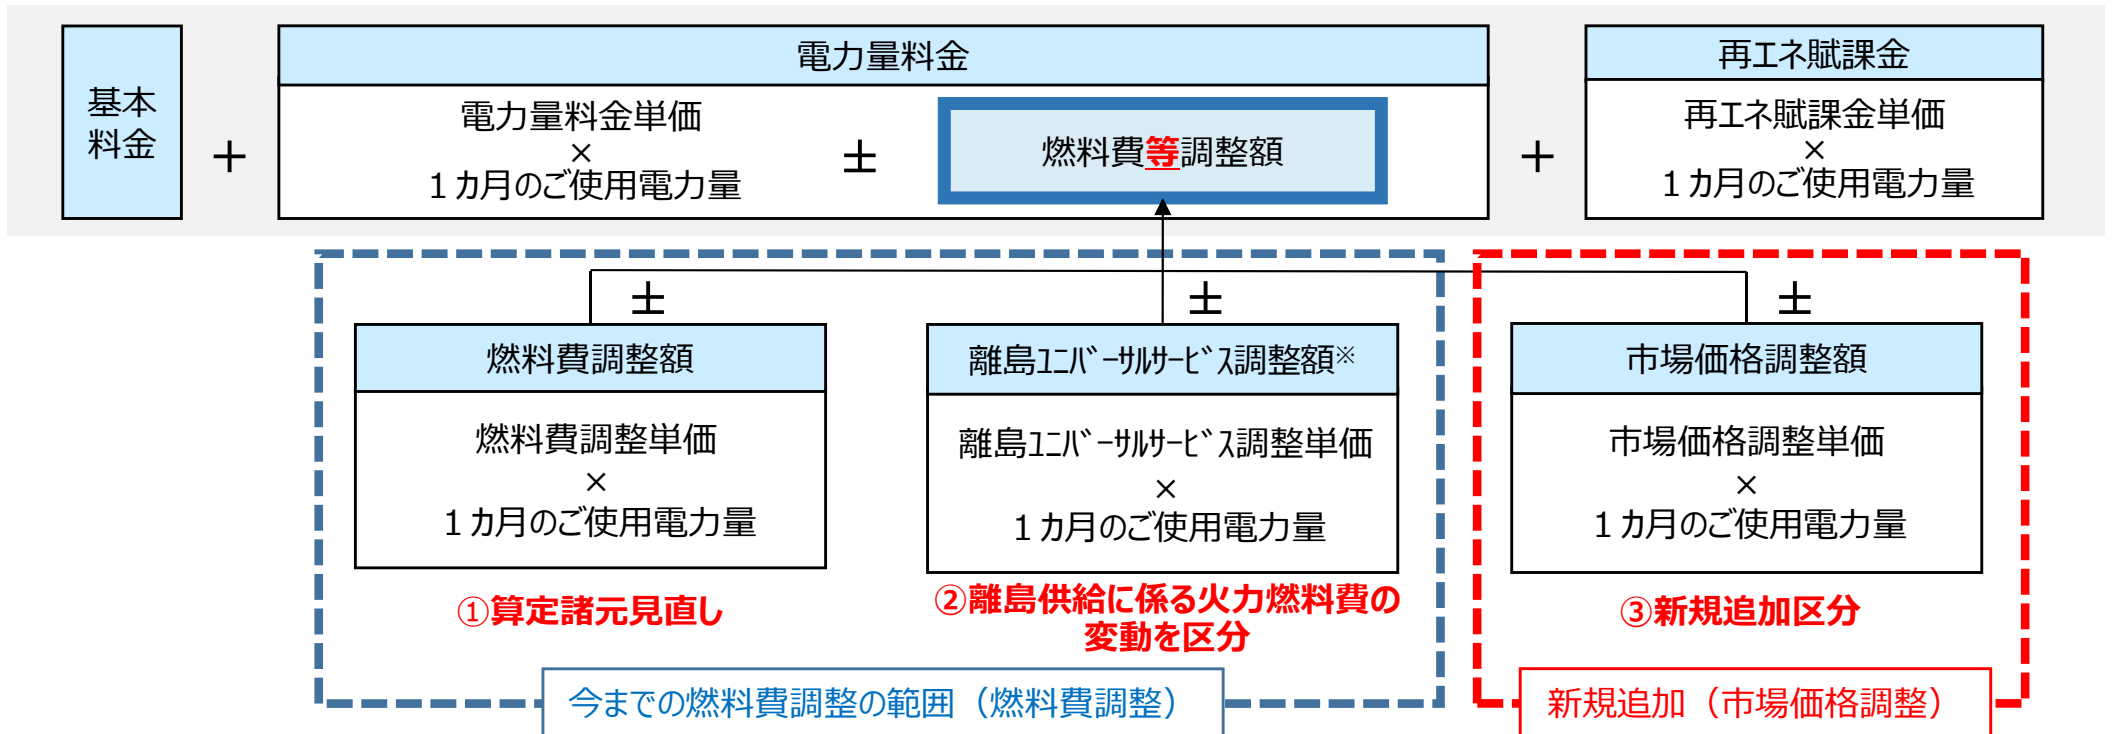 基本
料金
+
電力量料金
電力量料金単価
×
1カ月のご使用電力量
±
燃料費等調整額
+
再エネ賦課金
再エネ賦課金単価
×
1カ月のご使用電力量
±
燃料費調整額
燃料費調整単価
×
1カ月のご使用電力量
①算定諸元見直し
±
離島ユニバーサルサービス調整額※
離島ユニバーサルサービス調整単価
×
1カ月のご使用電力量
②離島供給に係る火力燃料費の
変動を区分
今までの燃料費調整の範囲（燃料費調整）
±
市場価格調整額
市場価格調整単価
×
1カ月のご使用電力量
③新規追加区分
新規追加（市場価格調整）